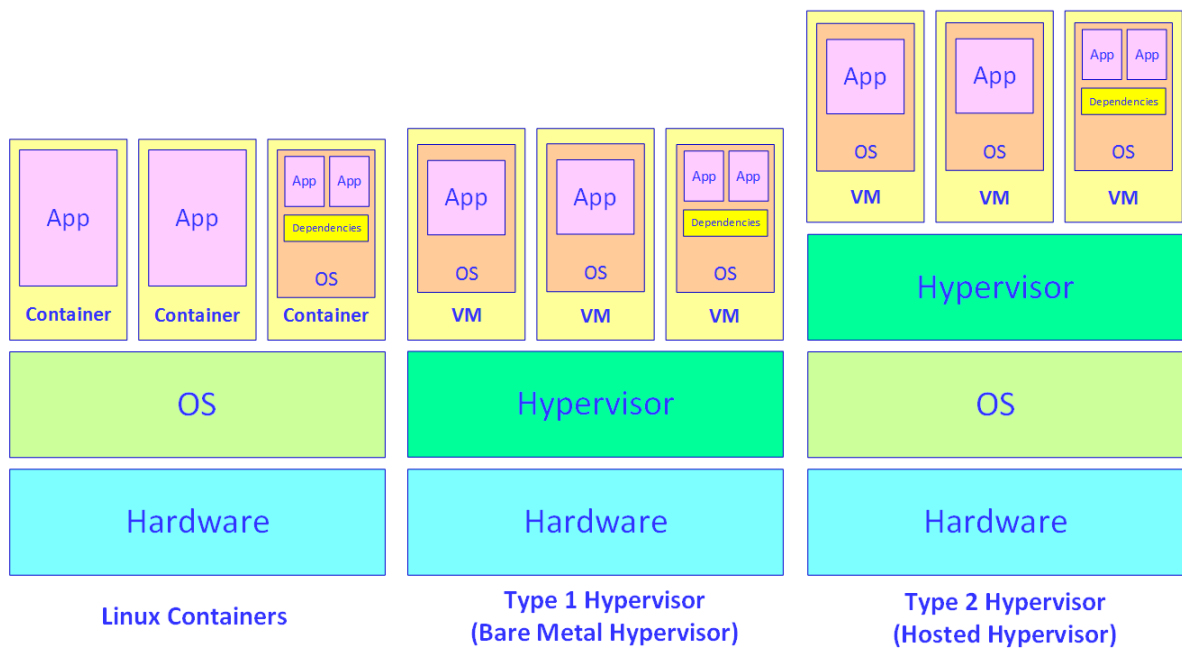 App
App
App App
Dependencies
OS
Container
Container
Container
OS
Hardware
Linux Containers
App
OS
VM
App
OS
VM
App App
Dependencies
OS
VM
Hypervisor
Hardware
Type 1 Hypervisor
(Bare Metal Hypervisor)
App
OS
VM
App
OS
VM
App App
Dependencies
OS
VM
Hypervisor
OS
Hardware
Type 2 Hypervisor
(Hosted Hypervisor)